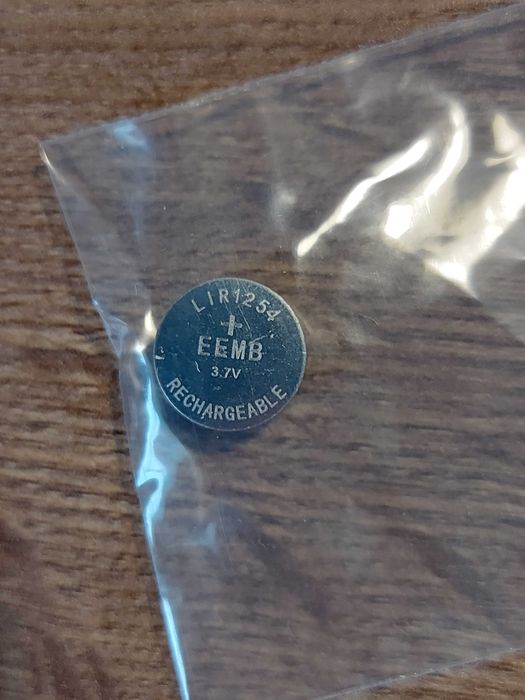 LIR1254
+
EEMB
3.7V
RECHARGEABLE